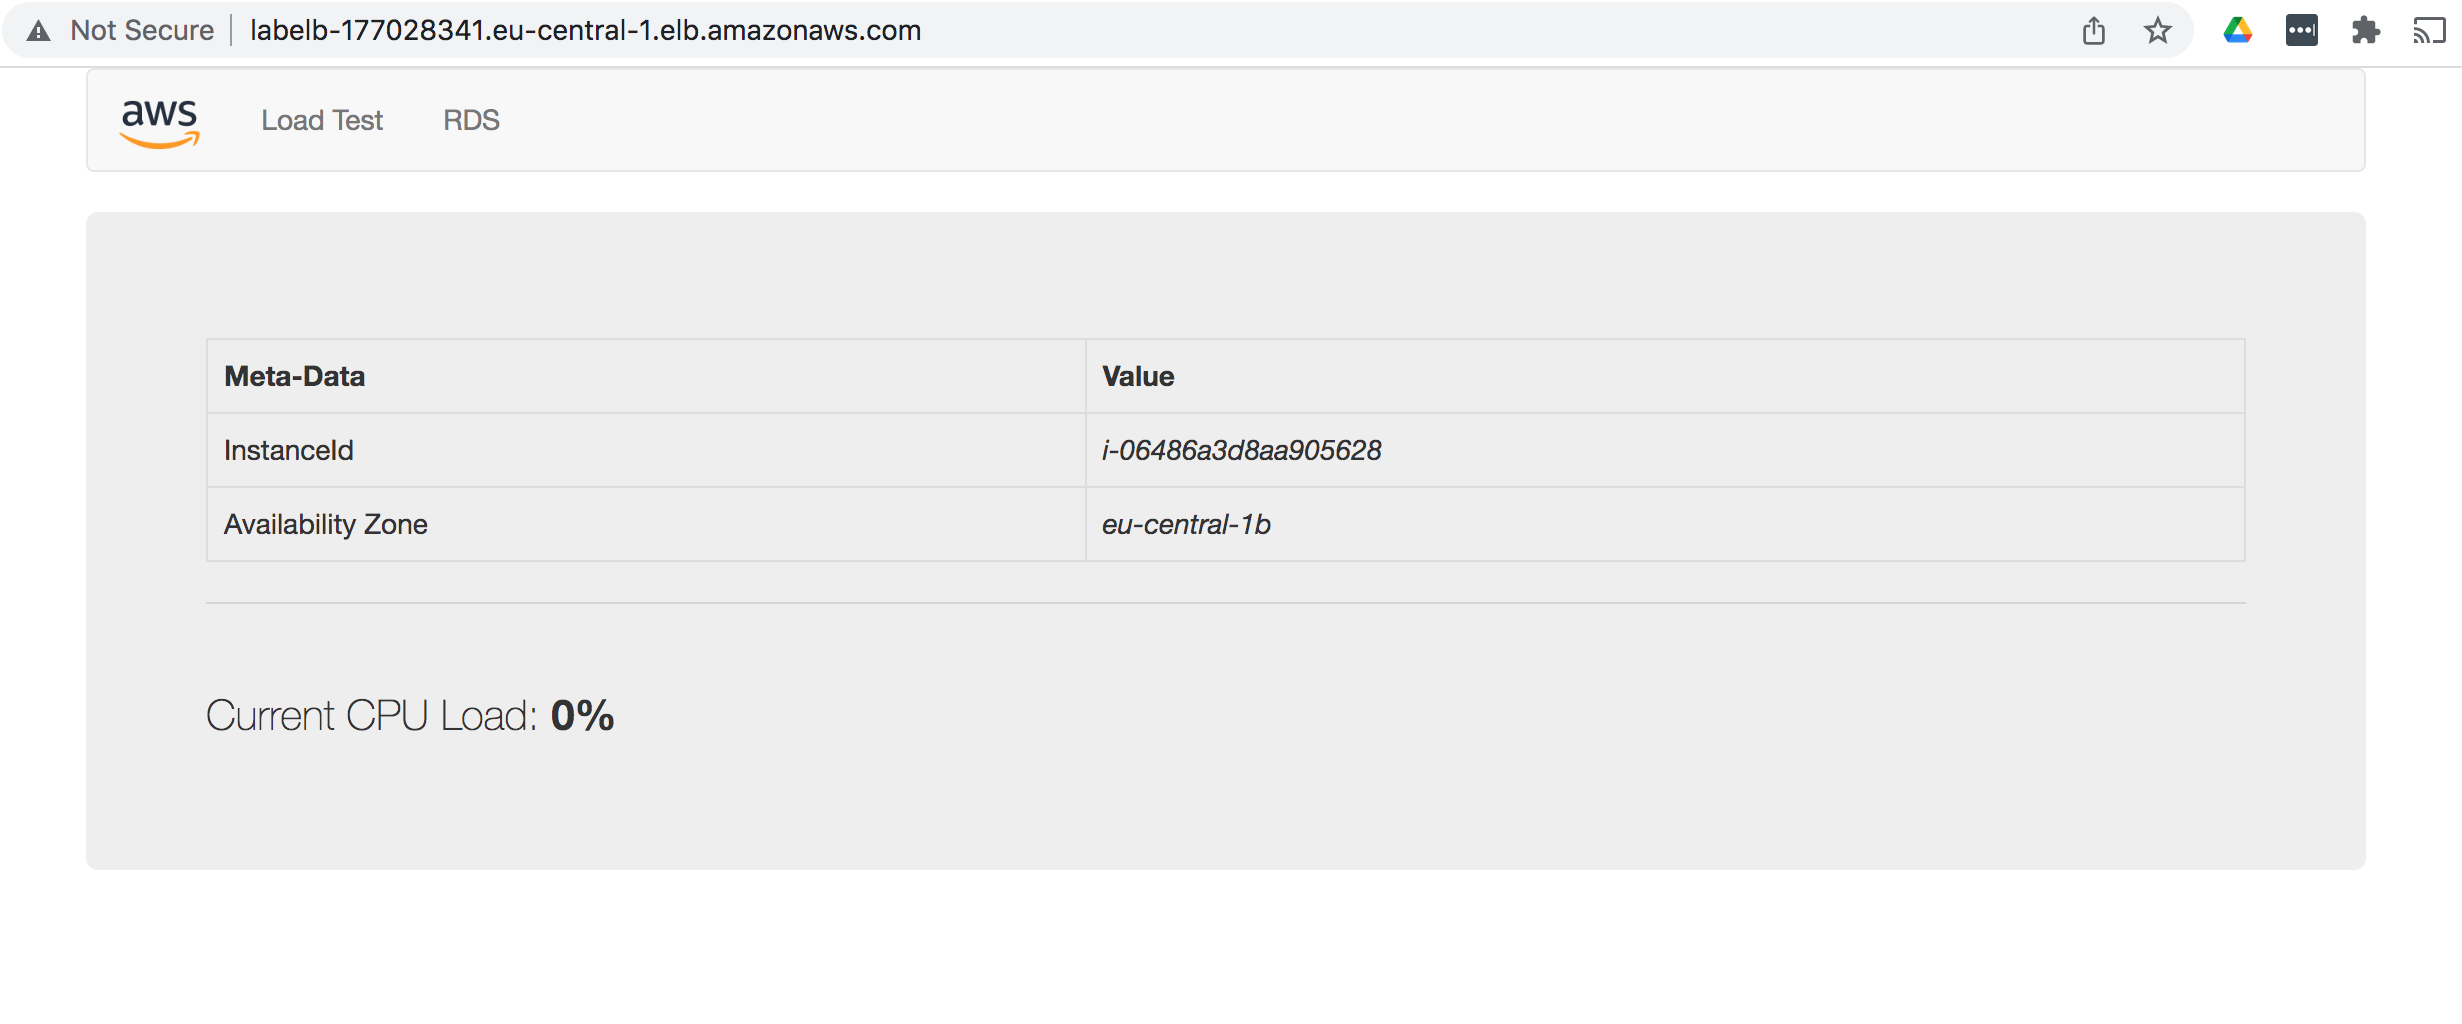 Not Secure labelb-177028341.eu-central-1.elb.amazonaws.com
aws Load Test RDS
Meta-Data Value
InstanceId i-06486a3d8aa905628
Availability Zone eu-central-1b
Current CPU Load: 0%